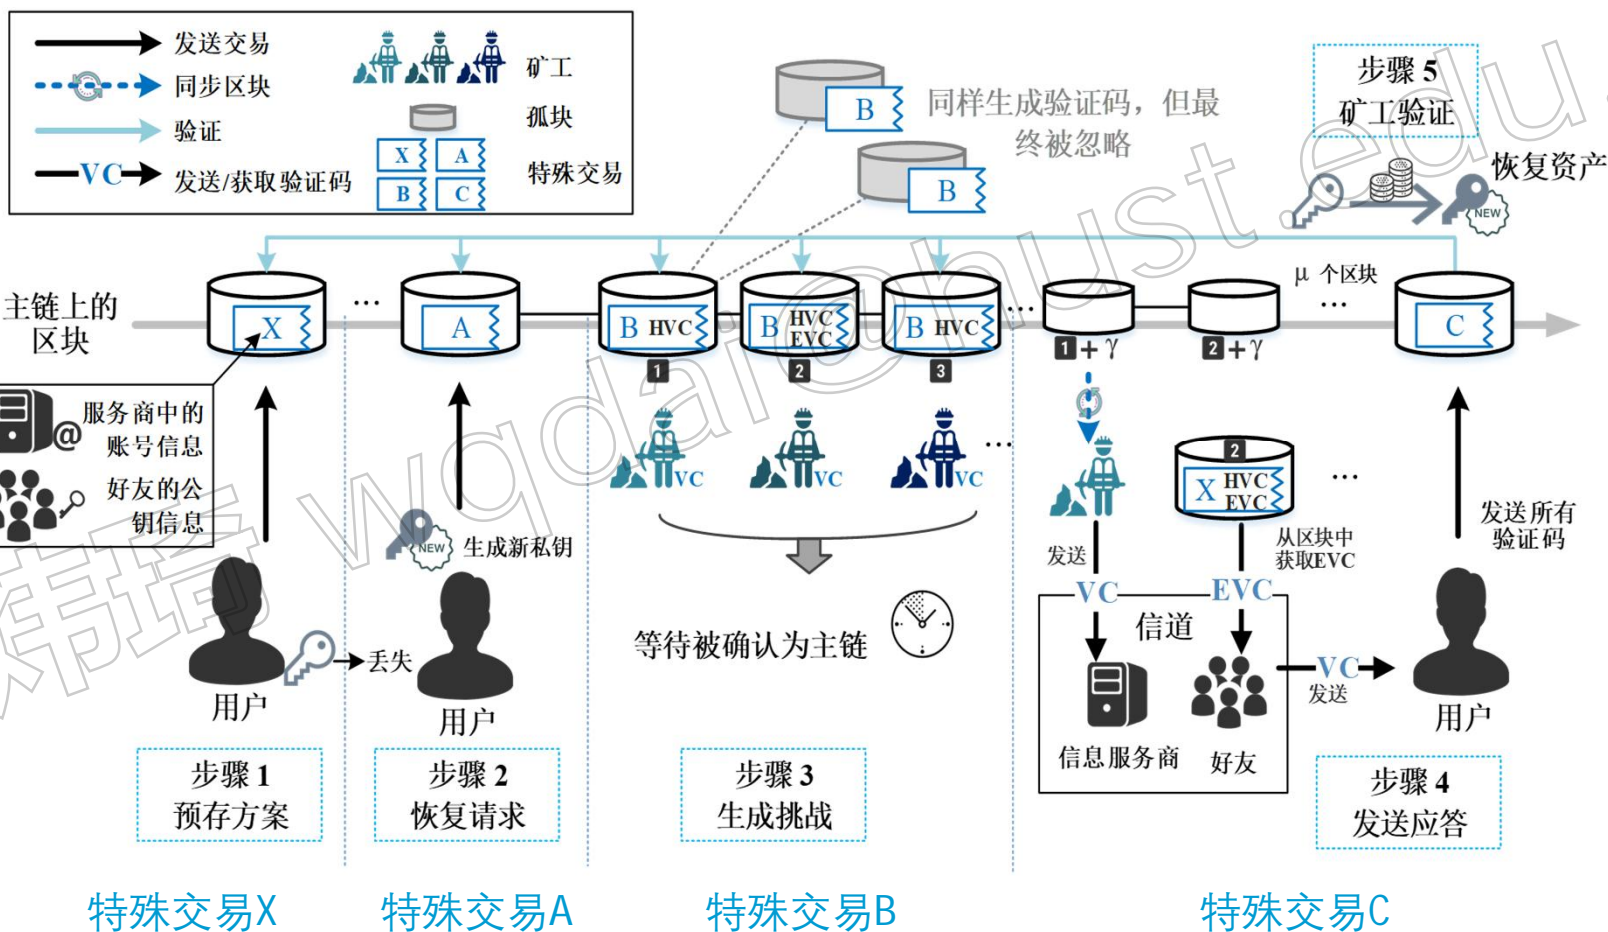 发送交易
同步区块
验证
VC
发送/获取验证码
矿工
孤块
X
A
B
C
特殊交易
B
B
同样生成验证码，但最
终被忽略
步骤 5
矿工验证
恢复资产
NEW
主链上的
区块
X
...
A
B HVC
1
B HVC
EVC
2
B HVC
3
...
1 + γ
2 + γ
μ 个区块
...
C
服务商中的
账号信息
好友的公
钥信息
NEW
生成新私钥
丢失
用户
用户
VC
VC
VC
...
等待被确认为主链
发送
VC
2
X HVC
EVC
...
从区块中
获取EVC
EVC
信道
信息服务商
好友
VC
发送
发送所有
验证码
用户
步骤 1
预存方案
步骤 2
恢复请求
步骤 3
生成挑战
步骤 4
发送应答
特殊交易X
特殊交易A
特殊交易B
特殊交易C
炜琦 wqdai@hust.edu.